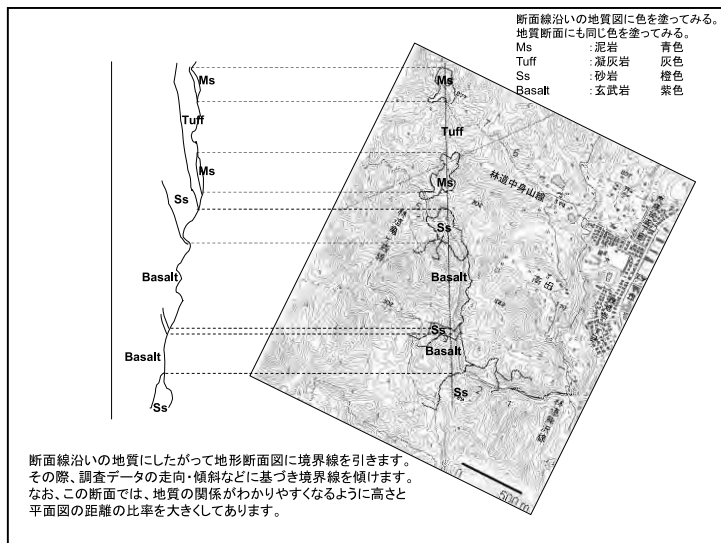 断面線沿いの地質図に色を塗ってみる。
地質断面にも同じ色を塗ってみる。
Ms :泥岩 青色
Tuff :凝灰岩 灰色
Ss :砂岩 橙色
Basalt :玄武岩 紫色
Ms
Tuff
Ms
Ss
Basalt
Basalt
Ss
Ms
Tuff
Ms
林道中身山線
Ss
Basalt
高田
Ss
Basalt
Ss
500m
断面線沿いの地質にしたがって地形断面図に境界線を引きます。
その際、調査データの走向・傾斜などに基づき境界線を傾けます。
なお、この断面では、地質の関係がわかりやすくなるように高さと
平面図の距離の比率を大きくしてあります。